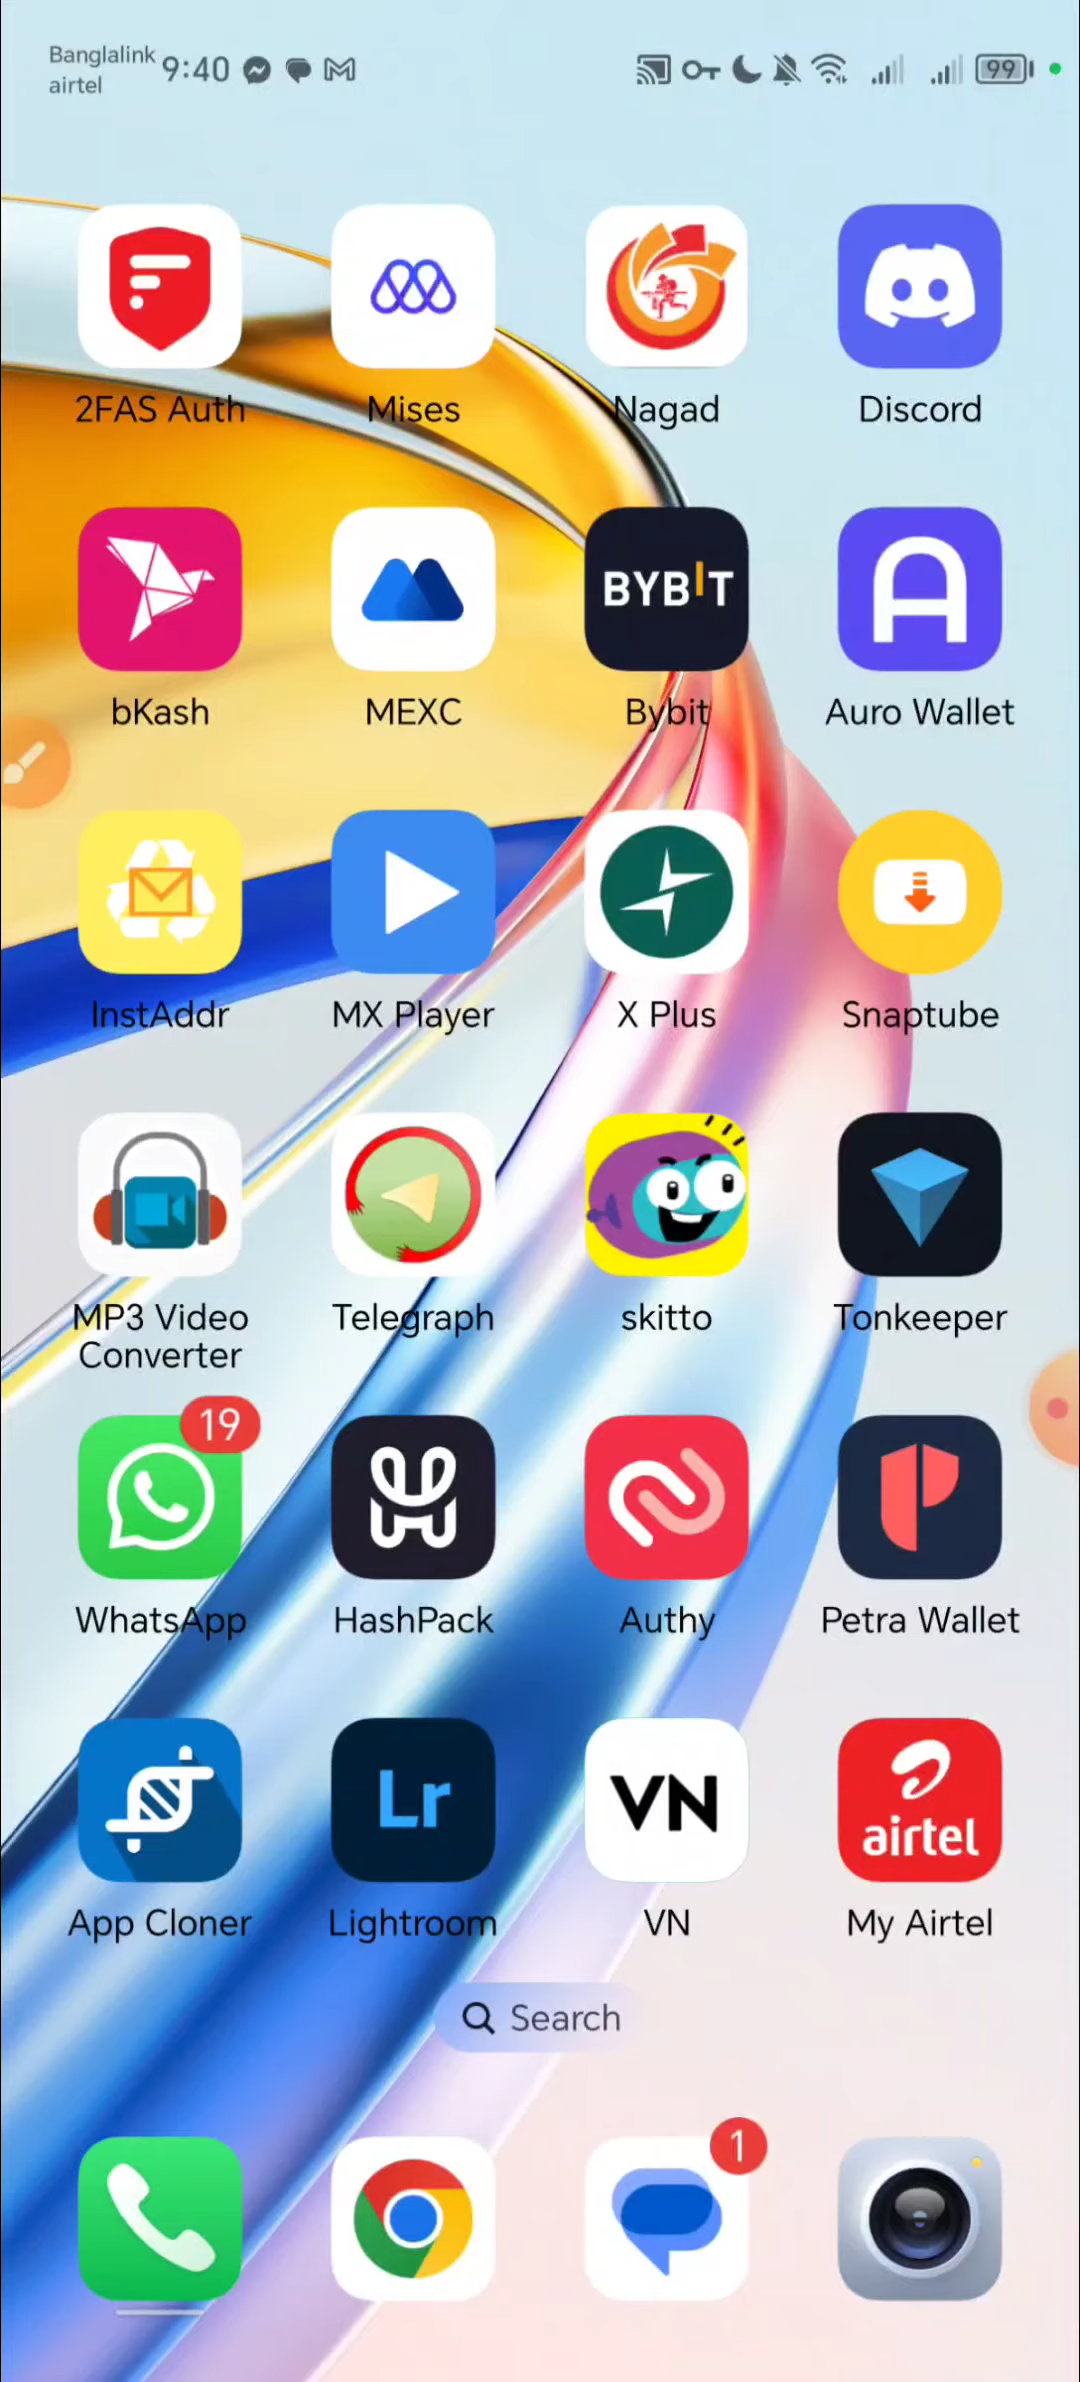 Banglalink
airtel
9:40
99
2FAS Auth
Mises
Nagad
Discord
BYBIT
bKash
MEXC
Bybit
Auro Wallet
InstAddr
MX Player
X Plus
Snaptube
MP3 Video
Converter
Telegraph
skitto
Tonkeeper
19
WhatsApp
HashPack
Authy
Petra Wallet
Lr
VN
airtel
App Cloner
Lightroom
VN
My Airtel
Search
1